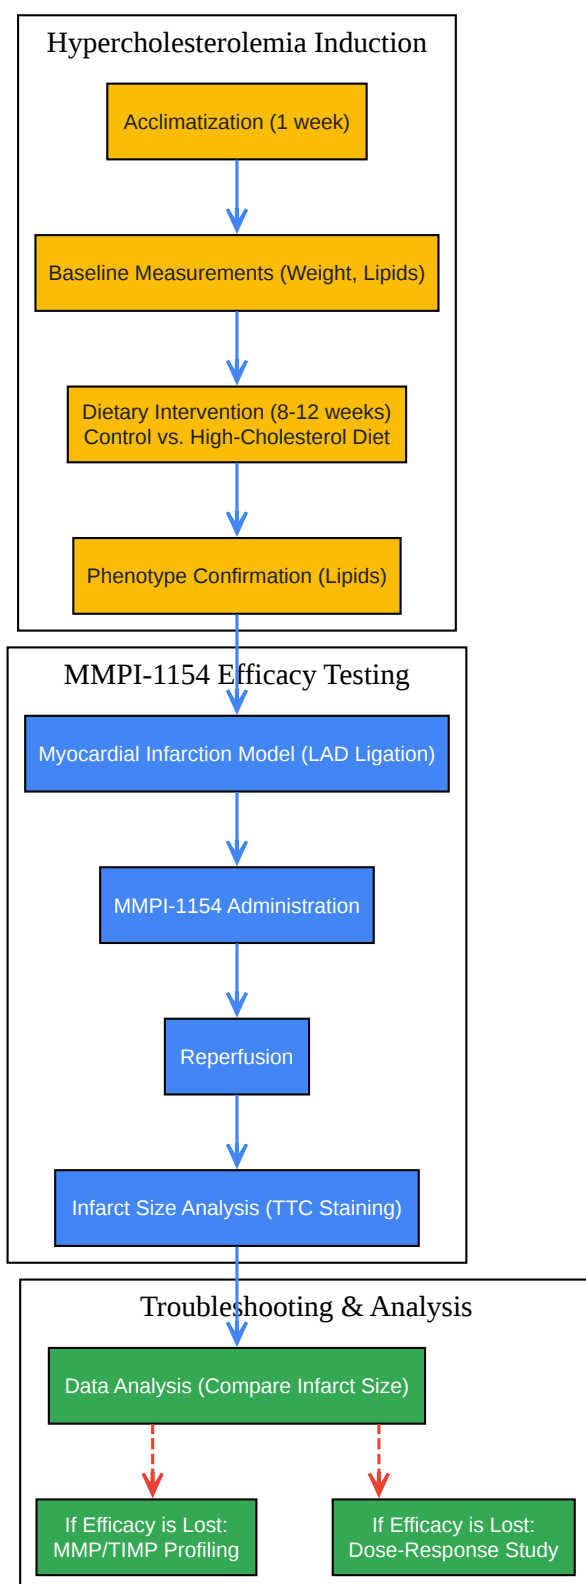 Hypercholesterolemia Induction
Acclimatization (1 week)
Baseline Measurements (Weight, Lipids)
Dietary Intervention (8-12 weeks)
Control vs. High-Cholesterol Diet
Phenotype Confirmation (Lipids)
MMPI-1154 Efficacy Testing
Myocardial Infarction Model (LAD Ligation)
MMPI-1154 Administration
Reperfusion
Infarct Size Analysis (TTC Staining)
Troubleshooting & Analysis
Data Analysis (Compare Infarct Size)
If Efficacy is Lost:
MMP/TIMP Profiling
If Efficacy is Lost:
Dose-Response Study